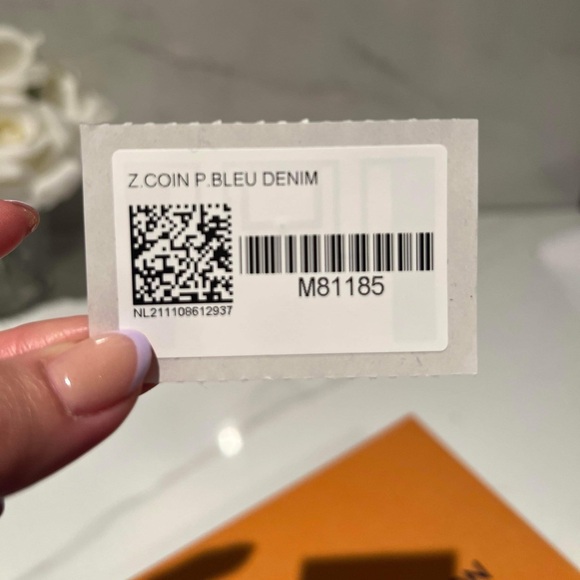 Z.COIN P.BLEU DENIM
M81185
NL211108612937